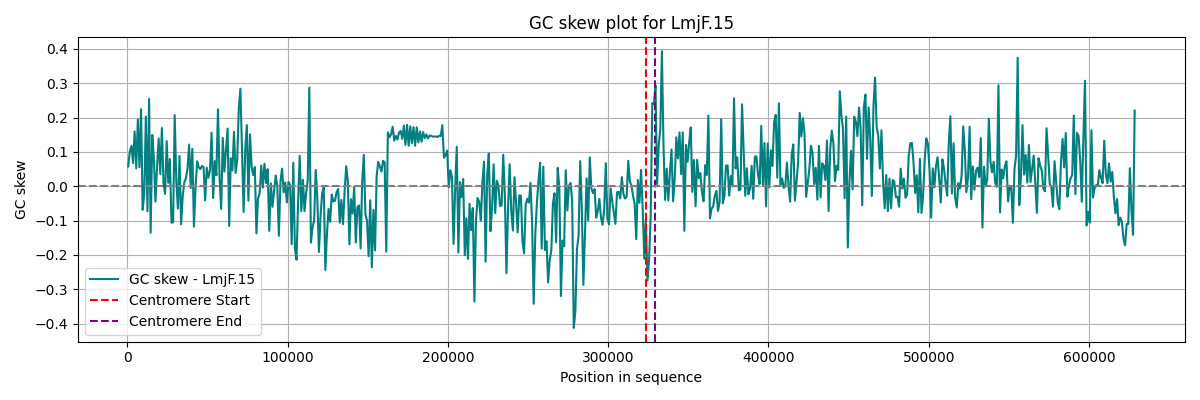 GC skew plot for LmjF.15
GC skew
0.4
0.3
0.2
0.1
0.0
−0.1
−0.2
−0.3
−0.4
GC skew - LmjF.15
Centromere Start
Centromere End
0 100000 200000 300000 400000 500000 600000
Position in sequence